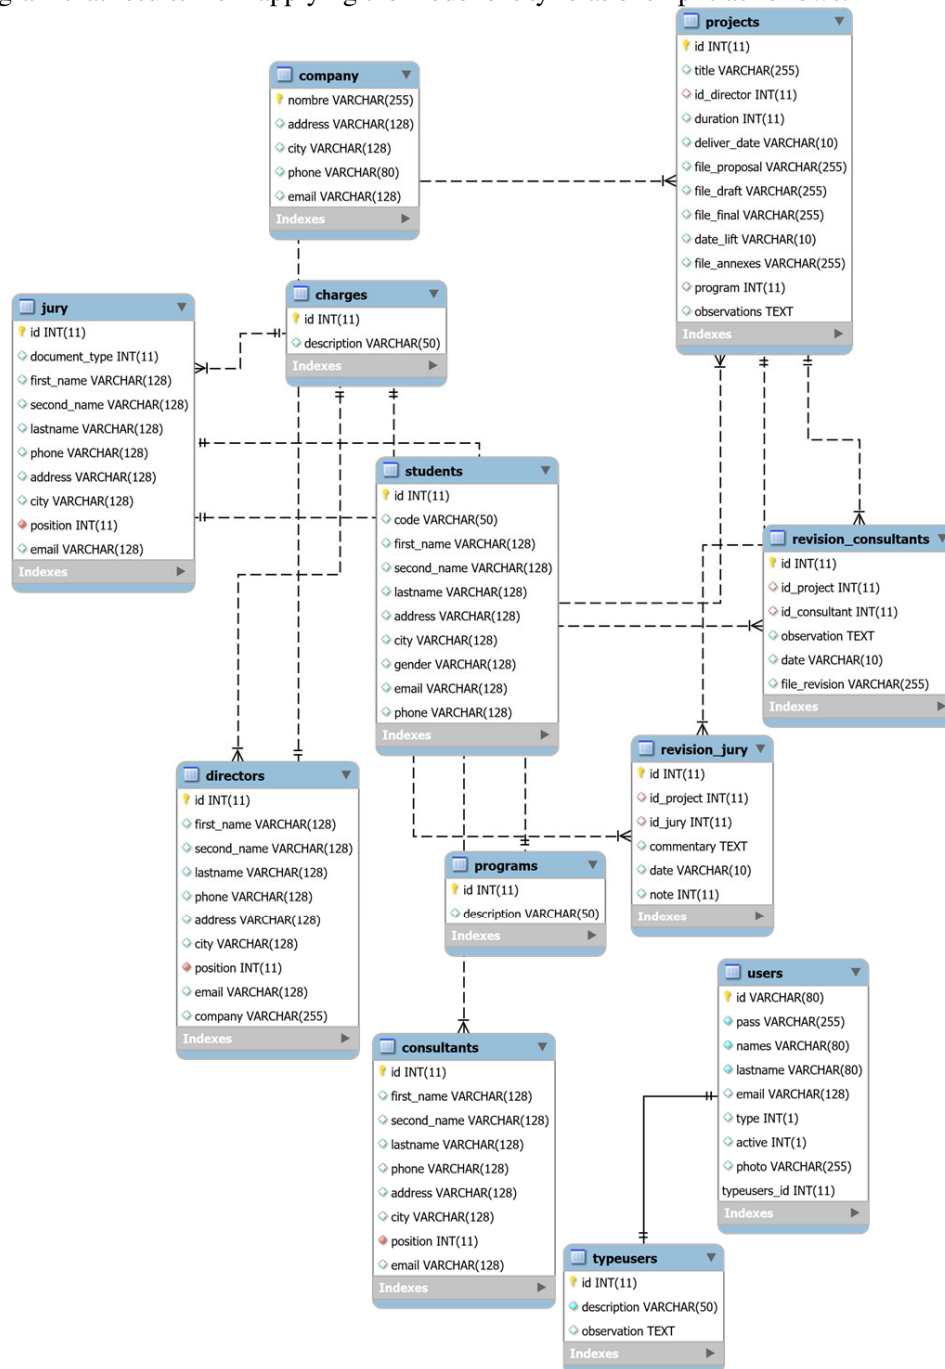 projects
id INT(11)
title VARCHAR(255)
id_director INT(11)
duration INT(11)
deliver_date VARCHAR(10)
file_proposal VARCHAR(255)
file_draft VARCHAR(255)
file_final VARCHAR(255)
date_lift VARCHAR(10)
file_annexes VARCHAR(255)
program INT(11)
observations TEXT
Indexes
company
nombre VARCHAR(255)
address VARCHAR(128)
city VARCHAR(128)
phone VARCHAR(80)
email VARCHAR(128)
Indexes
charges
id INT(11)
description VARCHAR(50)
Indexes
jury
id INT(11)
document_type INT(11)
first_name VARCHAR(128)
second_name VARCHAR(128)
lastname VARCHAR(128)
phone VARCHAR(128)
address VARCHAR(128)
city VARCHAR(128)
position INT(11)
email VARCHAR(128)
Indexes
students
id INT(11)
code VARCHAR(50)
first_name VARCHAR(128)
second_name VARCHAR(128)
lastname VARCHAR(128)
address VARCHAR(128)
city VARCHAR(128)
gender VARCHAR(128)
email VARCHAR(128)
phone VARCHAR(128)
Indexes
revision_consultants
id INT(11)
id_project INT(11)
id_consultant INT(11)
observation TEXT
date VARCHAR(10)
file_revision VARCHAR(255)
Indexes
revision_jury
id INT(11)
id_project INT(11)
id_jury INT(11)
commentary TEXT
date VARCHAR(10)
note INT(11)
Indexes
directors
id INT(11)
first_name VARCHAR(128)
second_name VARCHAR(128)
lastname VARCHAR(128)
phone VARCHAR(128)
address VARCHAR(128)
city VARCHAR(128)
position INT(11)
email VARCHAR(128)
company VARCHAR(255)
Indexes
programs
id INT(11)
description VARCHAR(50)
Indexes
users
id VARCHAR(80)
pass VARCHAR(255)
names VARCHAR(80)
lastname VARCHAR(80)
email VARCHAR(128)
type INT(1)
active INT(1)
photo VARCHAR(255)
typeusers_id INT(11)
Indexes
consultants
id INT(11)
first_name VARCHAR(128)
second_name VARCHAR(128)
lastname VARCHAR(128)
phone VARCHAR(128)
address VARCHAR(128)
city VARCHAR(128)
position INT(11)
email VARCHAR(128)
Indexes
typeusers
id INT(11)
description VARCHAR(50)
observation TEXT
Indexes